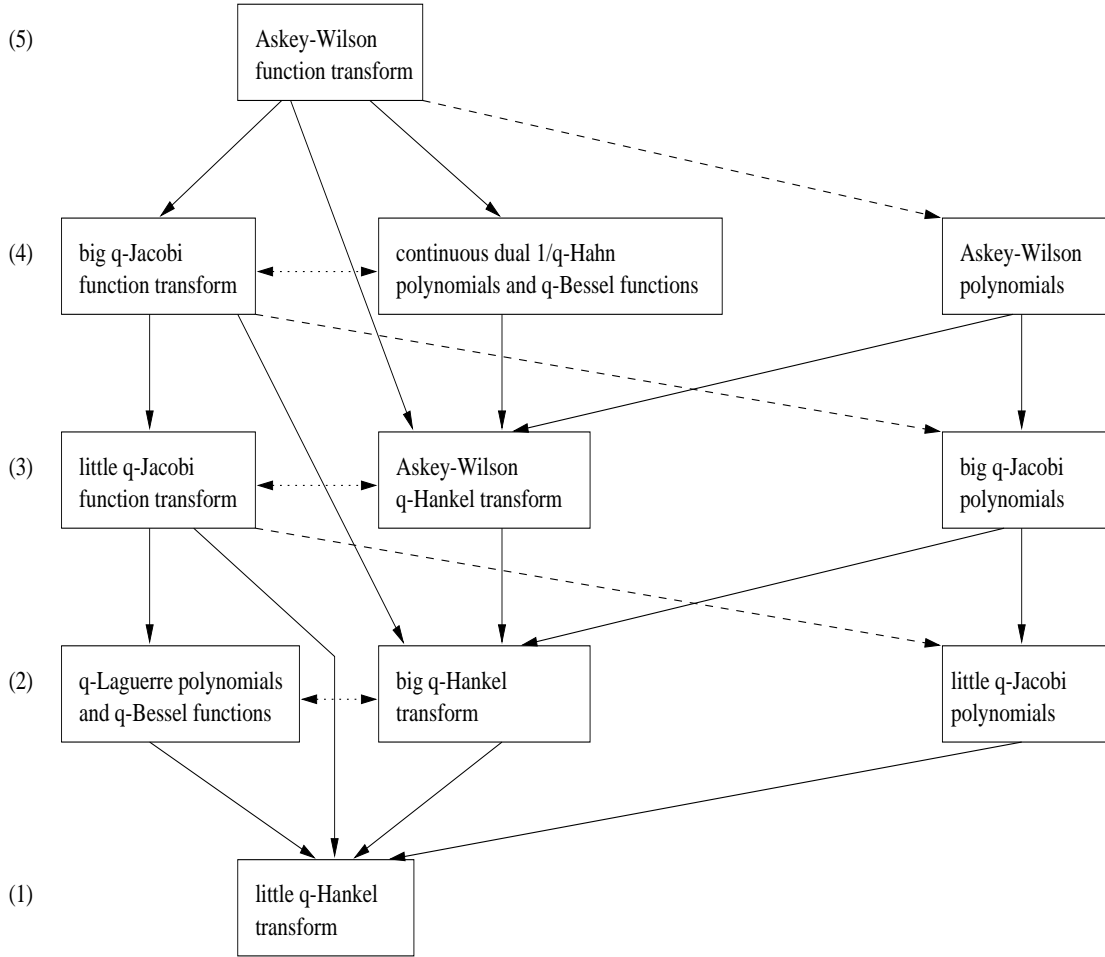 (5)
Askey-Wilson
function transform
(4)
big q-Jacobi
function transform
continuous dual 1/q-Hahn
polynomials and q-Bessel functions
Askey-Wilson
polynomials
(3)
little q-Jacobi
function transform
Askey-Wilson
q-Hankel transform
big q-Jacobi
polynomials
(2)
q-Laguerre polynomials
and q-Bessel functions
big q-Hankel
transform
little q-Jacobi
polynomials
(1)
little q-Hankel
transform